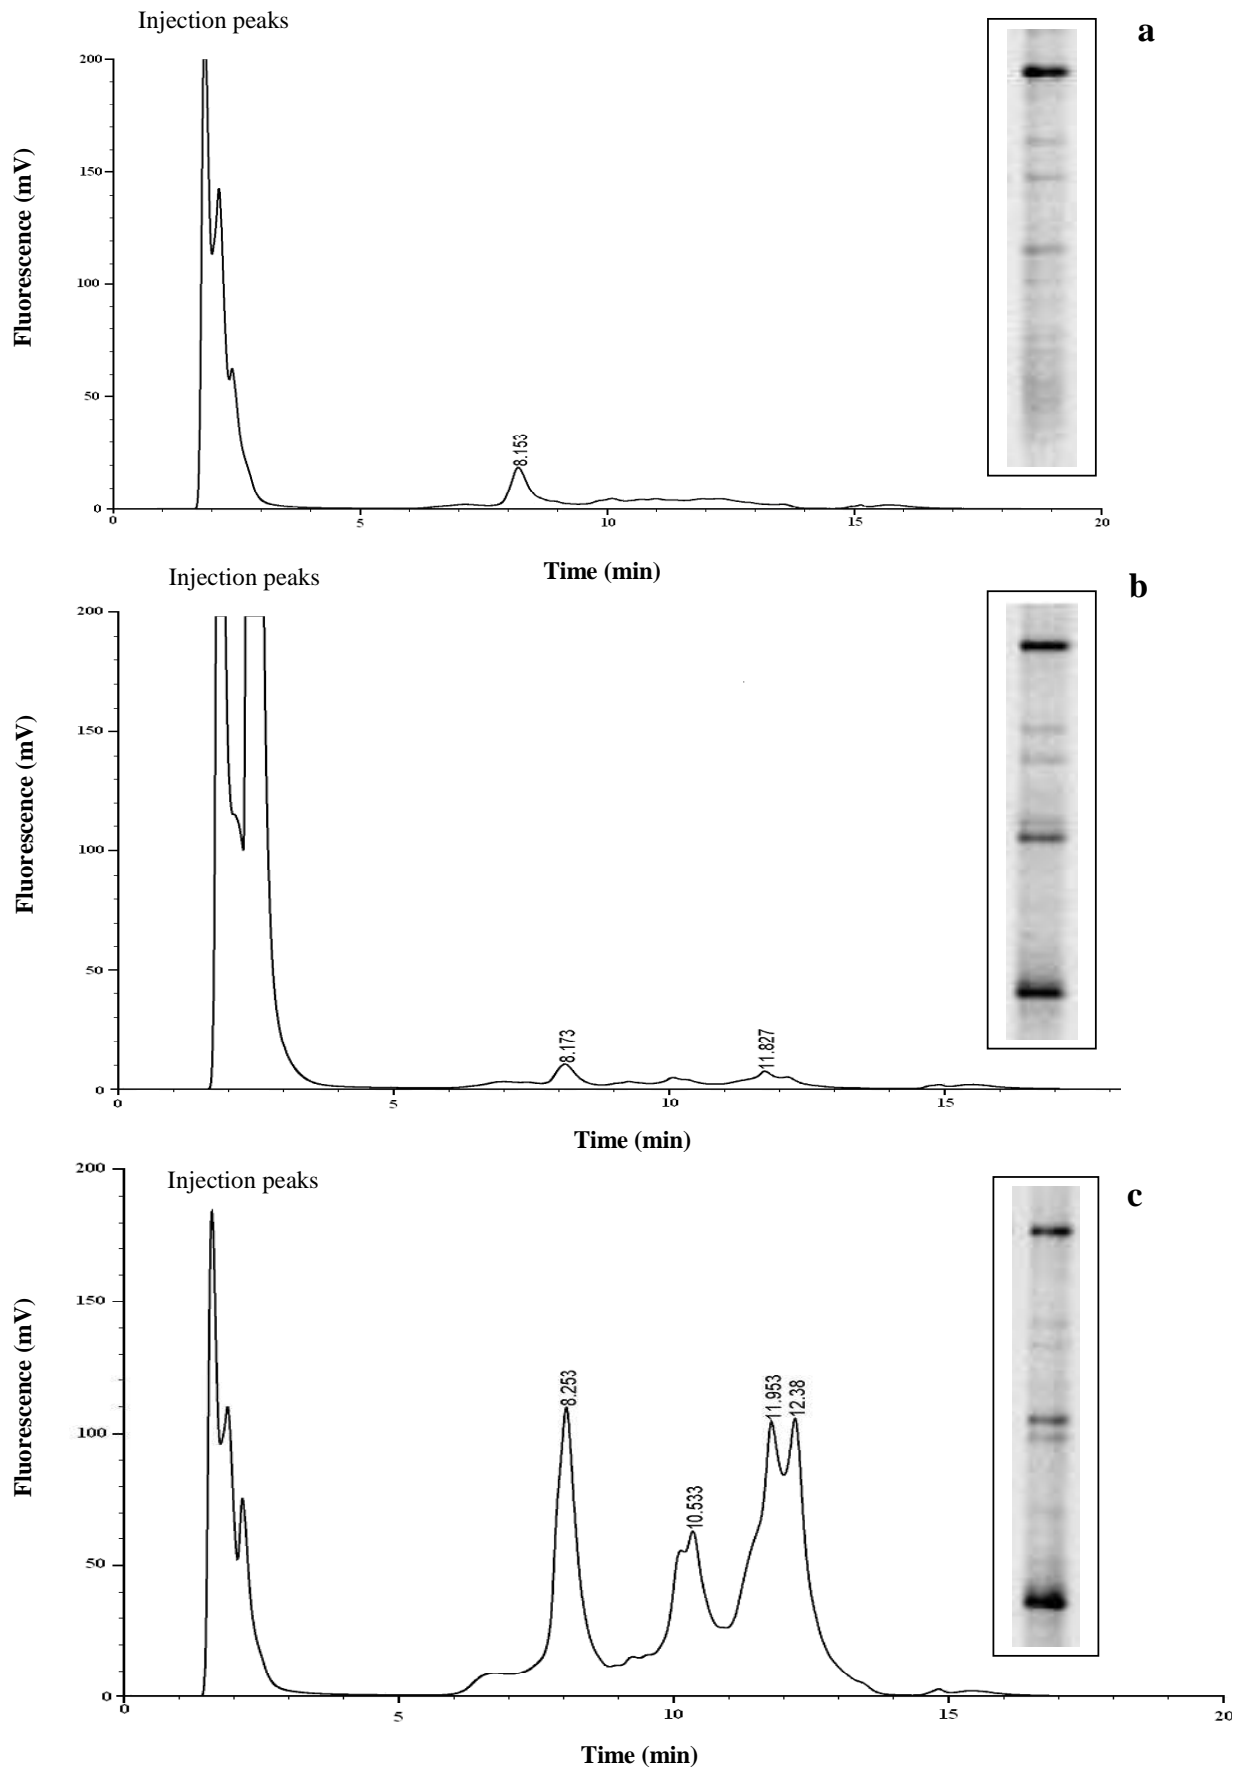 Injection peaks
a
200
150
100
50
0
Fluorescence (mV)
8.153
0 5 10 15 20
Time (min)
Injection peaks
b
200
150
100
50
0
Fluorescence (mV)
8.173
11.827
0 5 10 15
Time (min)
Injection peaks
c
200
150
100
50
0
Fluorescence (mV)
8.253
10.533
11.953
12.38
0 5 10 15 20
Time (min)